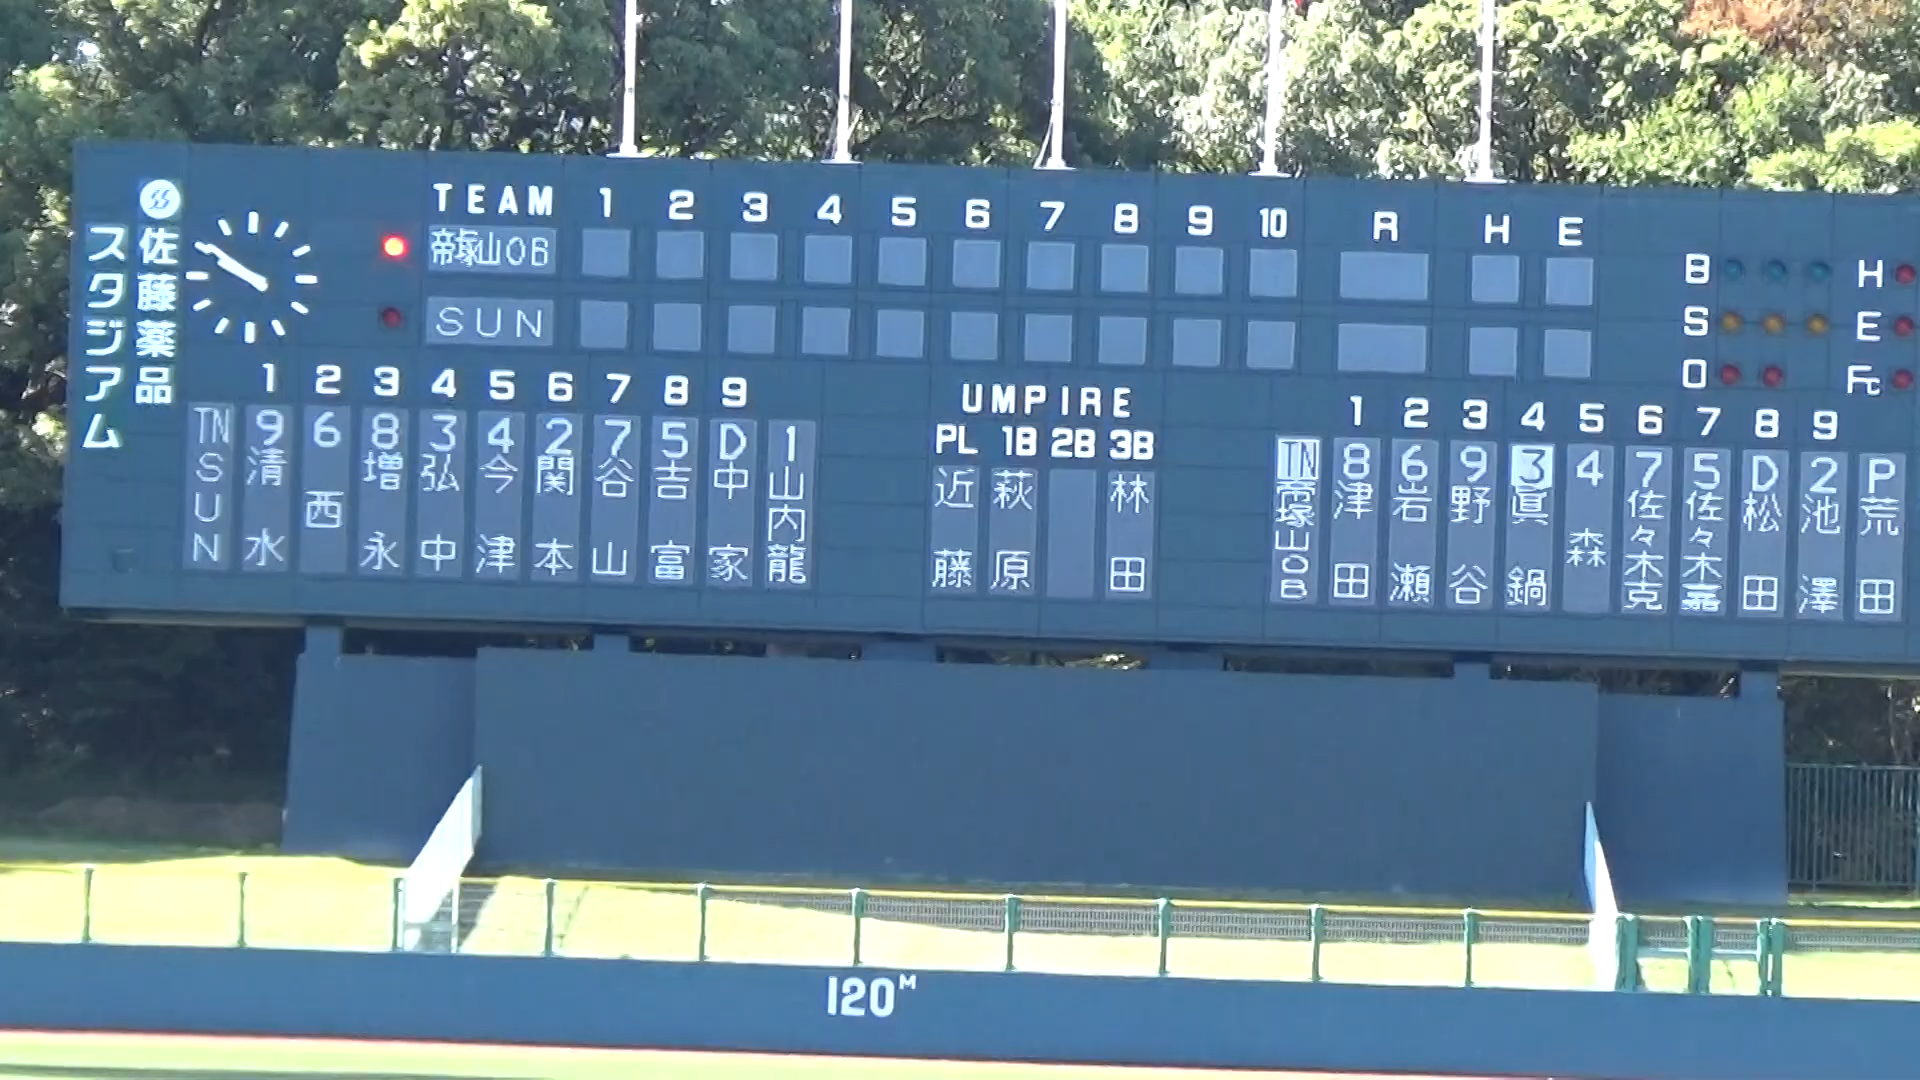 佐藤薬品
スタジアム
TEAM 1 2 3 4 5 6 7 8 9 10 R H E
帝塚山OB
SUN
B H
S E
O Fc
1 2 3 4 5 6 7 8 9
TN SUN
9 清水
6 西
8 増永
3 弘中
4 今津
2 関本
7 谷山
5 吉富
D 中家
1 山内龍
UMPIRE
PL 1B 2B 3B
近藤 萩原 林田
1 2 3 4 5 6 7 8 9
TN 帝塚山OB
8 津田
6 岩瀬
9 野谷
3 眞鍋
4 森
7 佐々木克
5 佐々木嘉
D 松田
2 池澤
P 荒田
120M